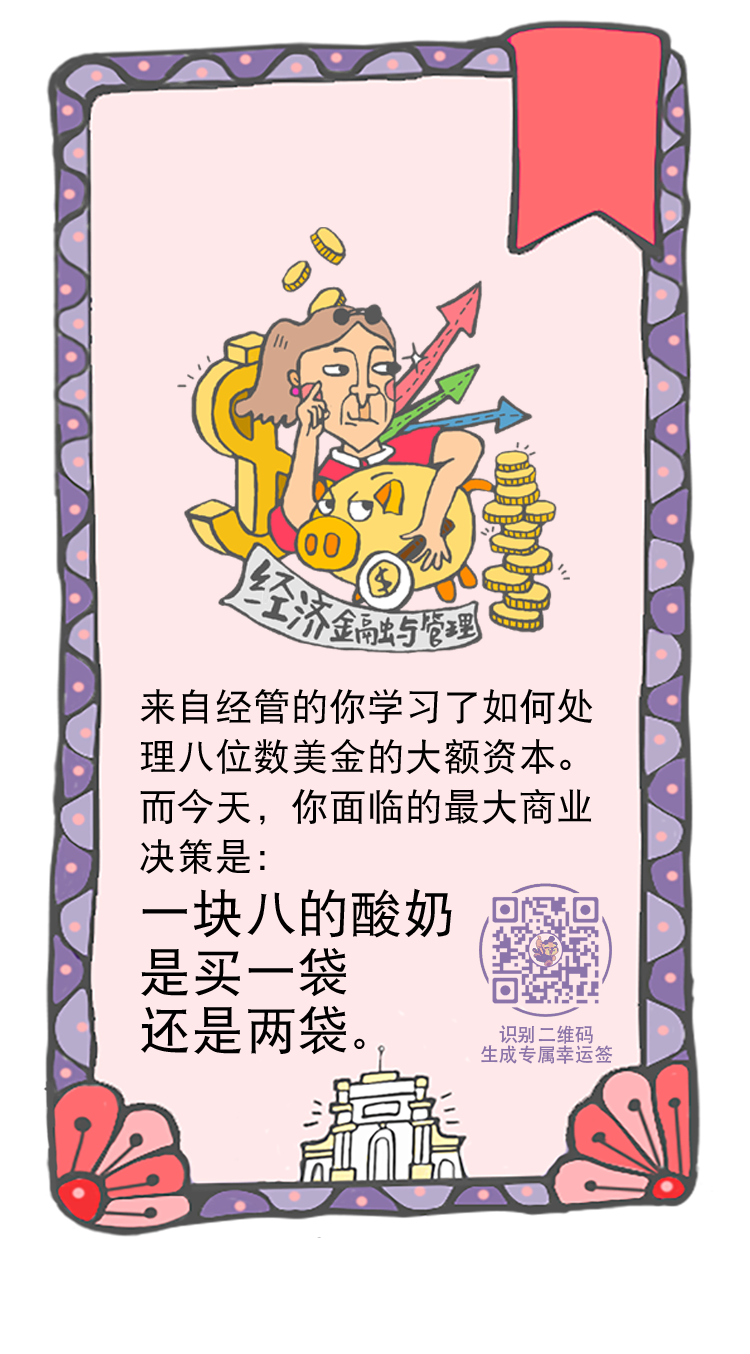 经济金融与管理
来自经管的你学习了如何处
理八位数美金的大额资本。
而今天，你面临的最大商业
决策是：
一块八的酸奶
是买一袋
还是两袋。
识别二维码
生成专属幸运签